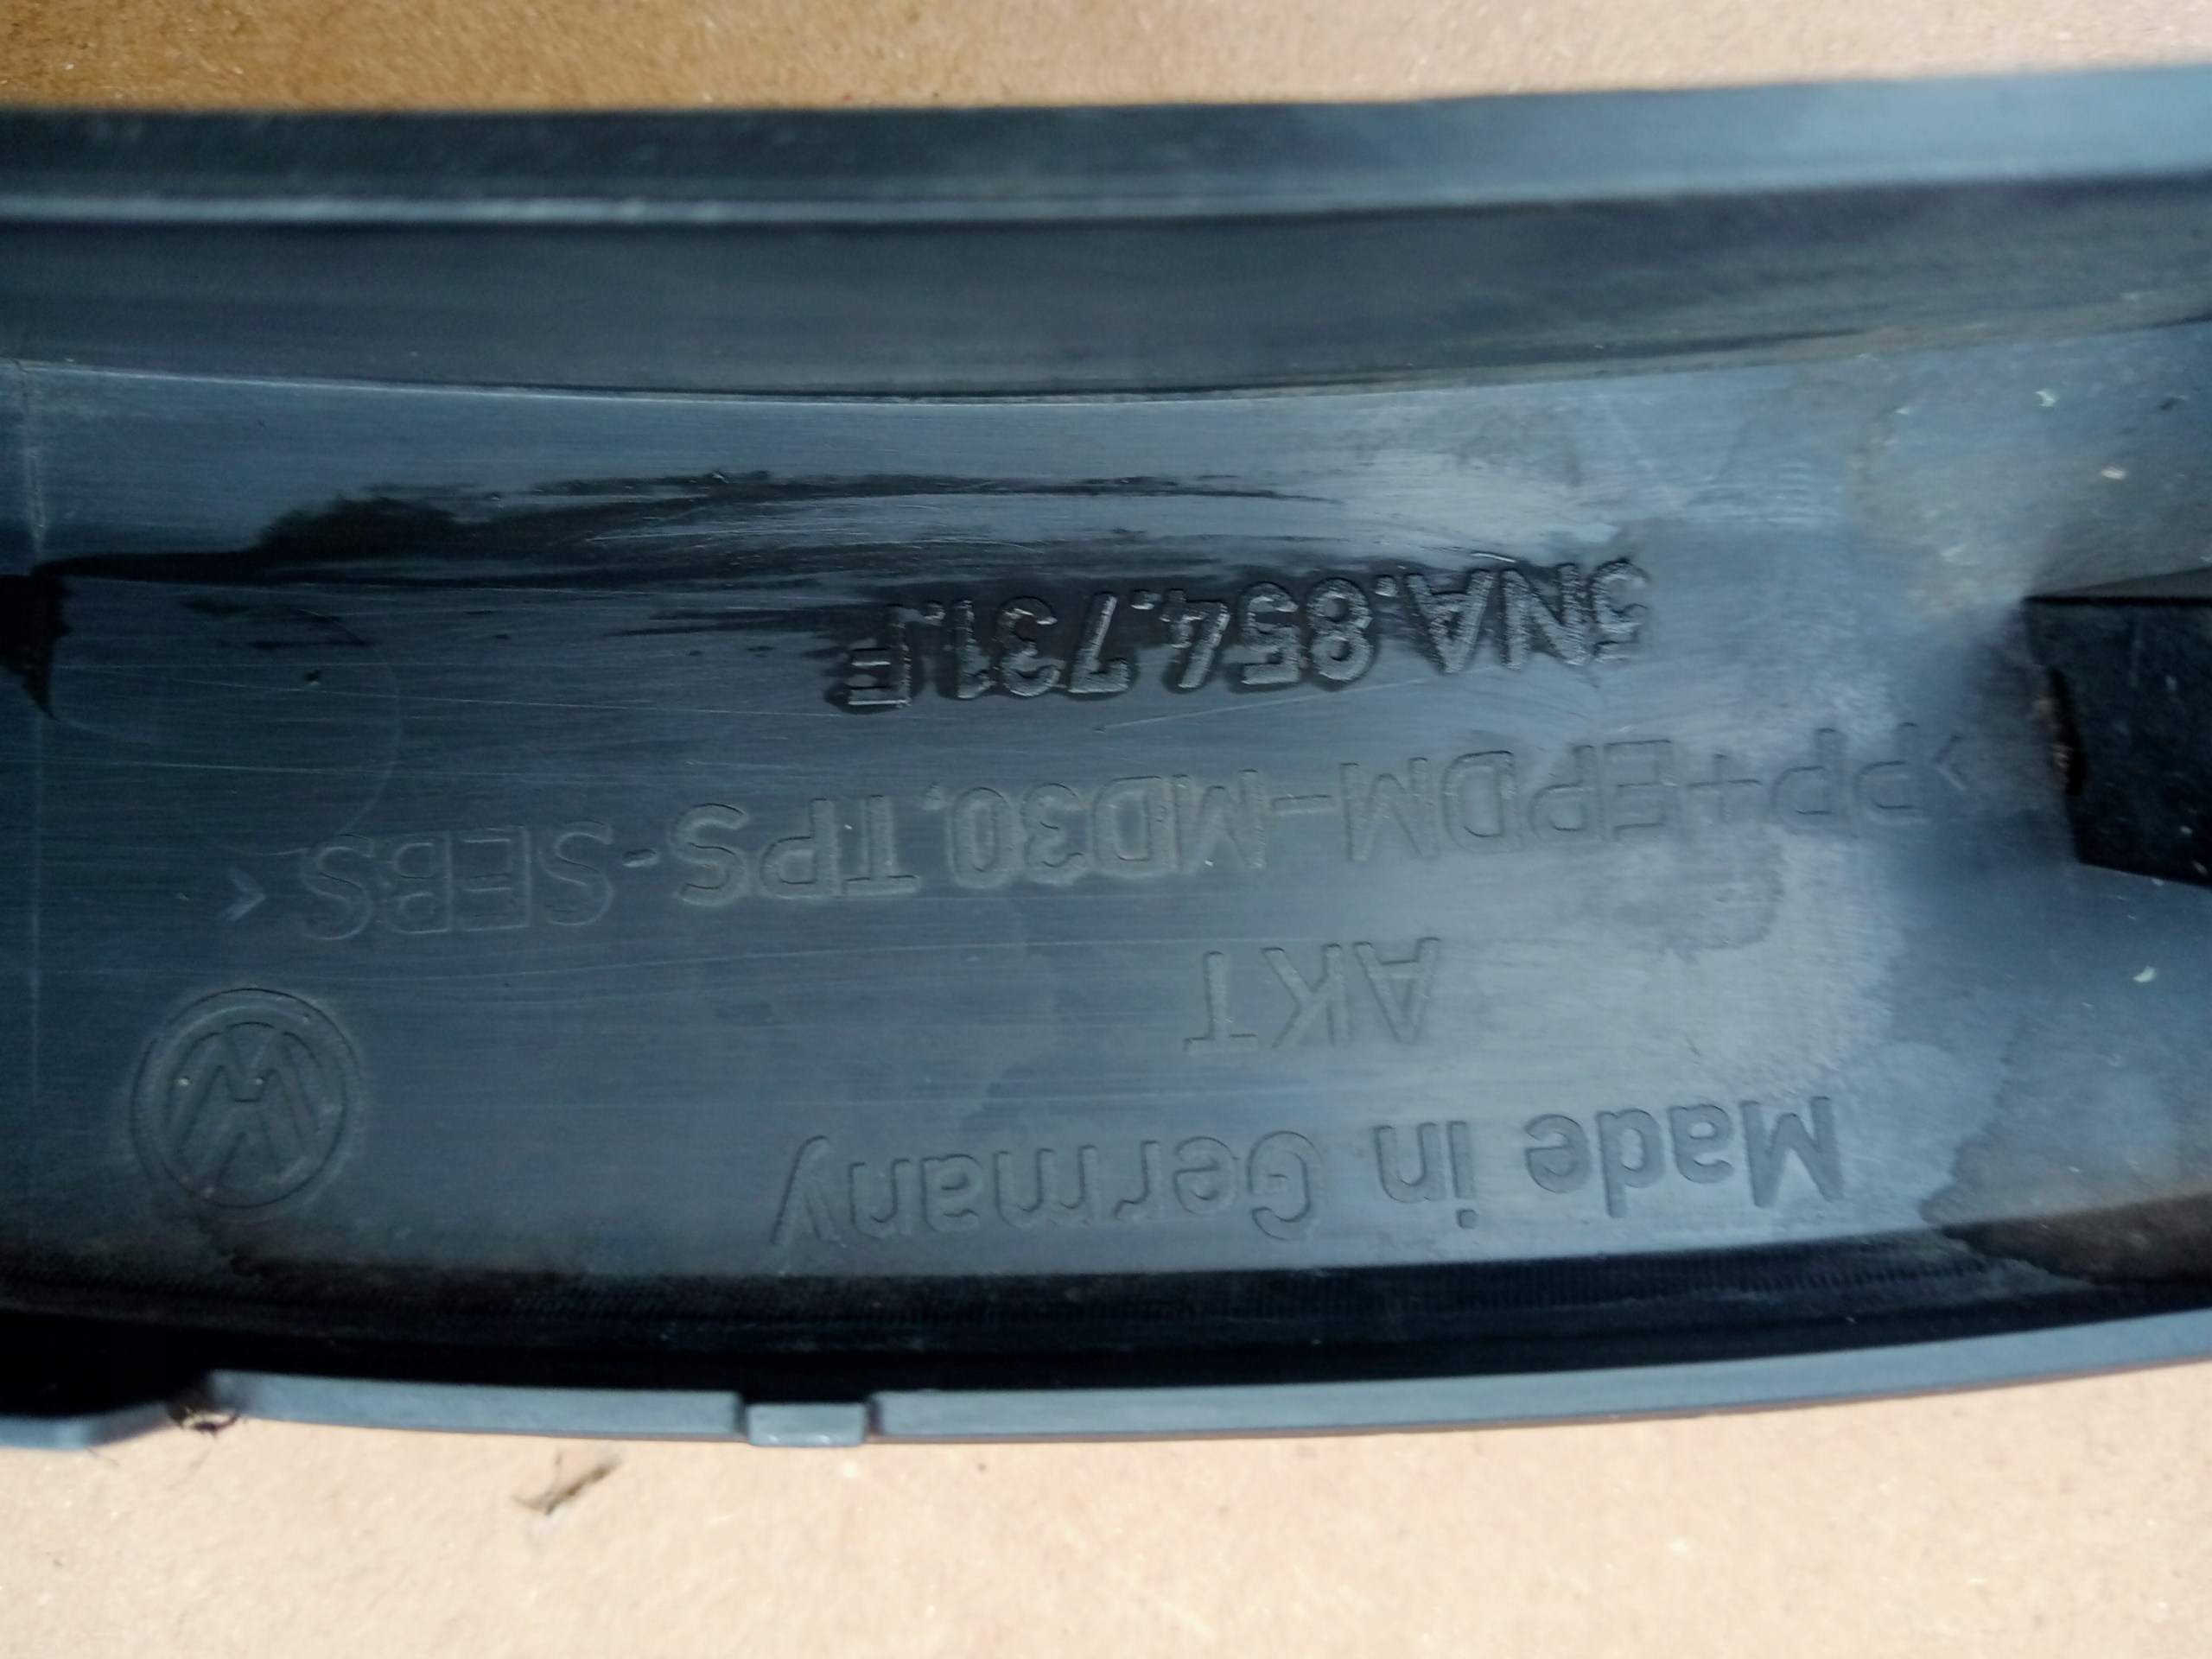 5NA.854.731.F
>PP+EPDM-MD30,TPS-SEBS<
AKT
Made in Germany